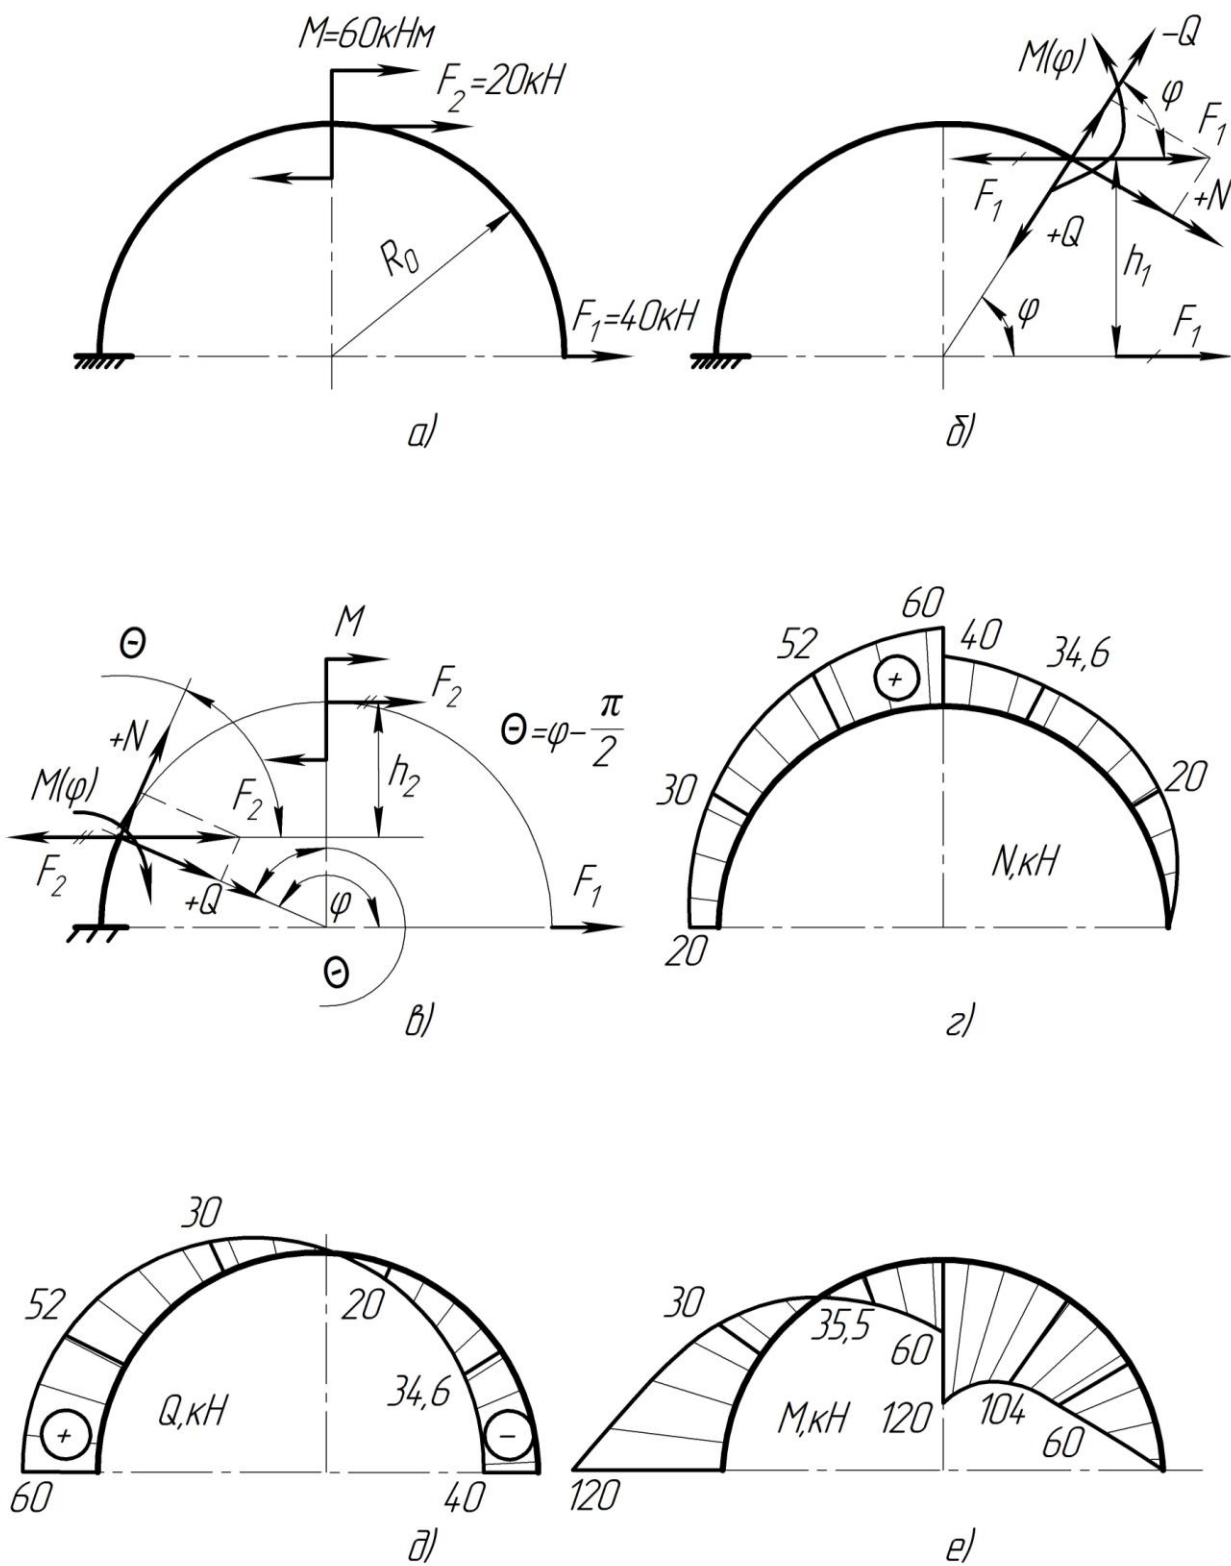 M=60кНм
F2=20кН
R0
F1=40кН
а)
M(φ)
-Q
φ
F1
F1
+N
+Q
h1
φ
F1
б)
Θ
M
F2
Θ=φ-π/2
+N
M(φ)
F2
h2
F2
+Q
φ
F1
Θ
в)
60
52
40
34,6
+
30
20
N,кН
20
г)
30
52
20
34,6
Q,кН
+
-
60
40
д)
30
35,5
60
M,кН
120
104
60
120
е)